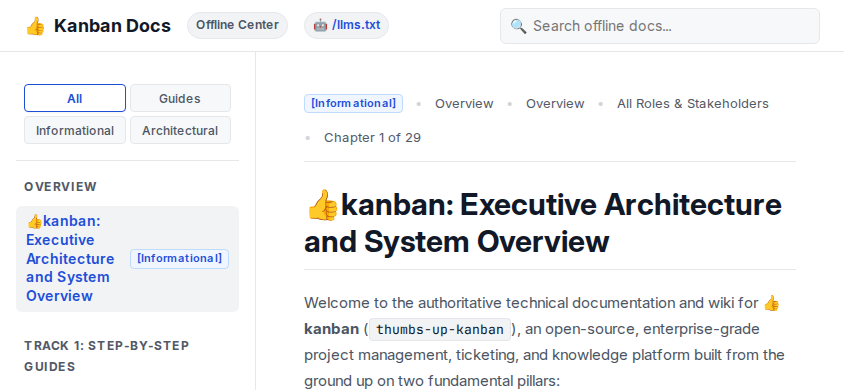 👍 Kanban Docs
Offline Center
🤖 /llms.txt
🔍 Search offline docs...
All
Guides
Informational
Architectural
OVERVIEW
👍kanban:
Executive
Architecture
and System
Overview
[Informational]
TRACK 1: STEP-BY-STEP
GUIDES
[Informational] • Overview • Overview • All Roles & Stakeholders
• Chapter 1 of 29
👍kanban: Executive Architecture
and System Overview
Welcome to the authoritative technical documentation and wiki for 👍
kanban (thumbs-up-kanban), an open-source, enterprise-grade
project management, ticketing, and knowledge platform built from the
ground up on two fundamental pillars: